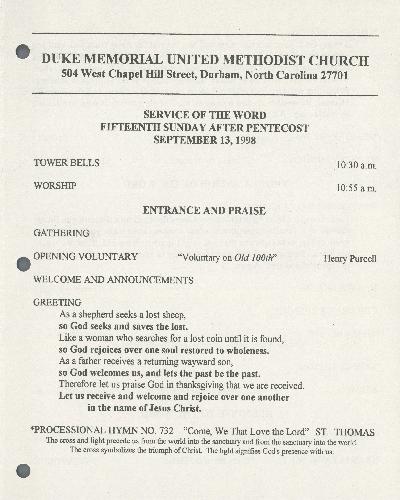 DUKE MEMORIAL UNITED METHODIST CHURCH
504 West Chapel Hill Street, Durham, North Carolina 27701
SERVICE OF THE WORD
FIFTEENTH SUNDAY AFTER PENTECOST
SEPTEMBER 13, 1998
TOWER BELLS 10:30 a.m.
WORSHIP 10:55 a.m.
ENTRANCE AND PRAISE
GATHERING
OPENING VOLUNTARY "Voluntary on Old 100th" Henry Purcell
WELCOME AND ANNOUNCEMENTS
GREETING
As a shepherd seeks a lost sheep,
so God seeks and saves the lost.
Like a woman who searches for a lost coin until it is found,
so God rejoices over one soul restored to wholeness.
As a father receives a returning wayward son,
so God welcomes us, and lets the past be the past.
Therefore let us praise God in thanksgiving that we are received.
Let us receive and welcome and rejoice over one another
in the name of Jesus Christ.
*PROCESSIONAL HYMN NO. 732 "Come, We That Love the Lord" ST. THOMAS
The cross and light precede us from the world into the sanctuary and from the sanctuary into the world.
The cross symbolizes the triumph of Christ. The light signifies God's presence with us.